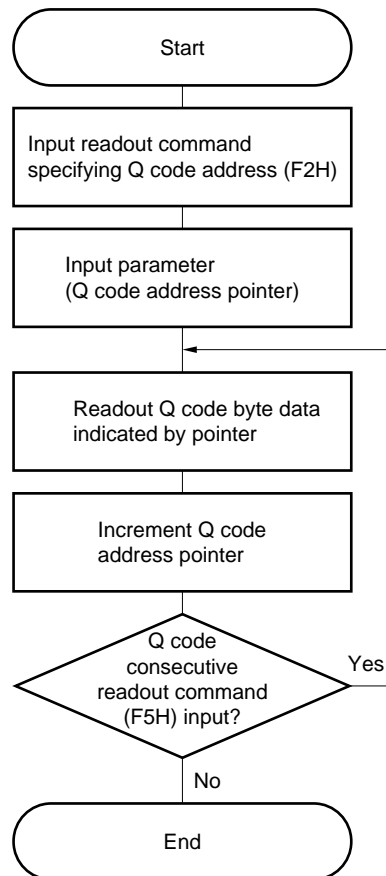 Start
Input readout command
specifying Q code address (F2H)
Input parameter
(Q code address pointer)
Readout Q code byte data
indicated by pointer
Increment Q code
address pointer
Q code
consecutive
readout command
(F5H) input?
Yes
No
End